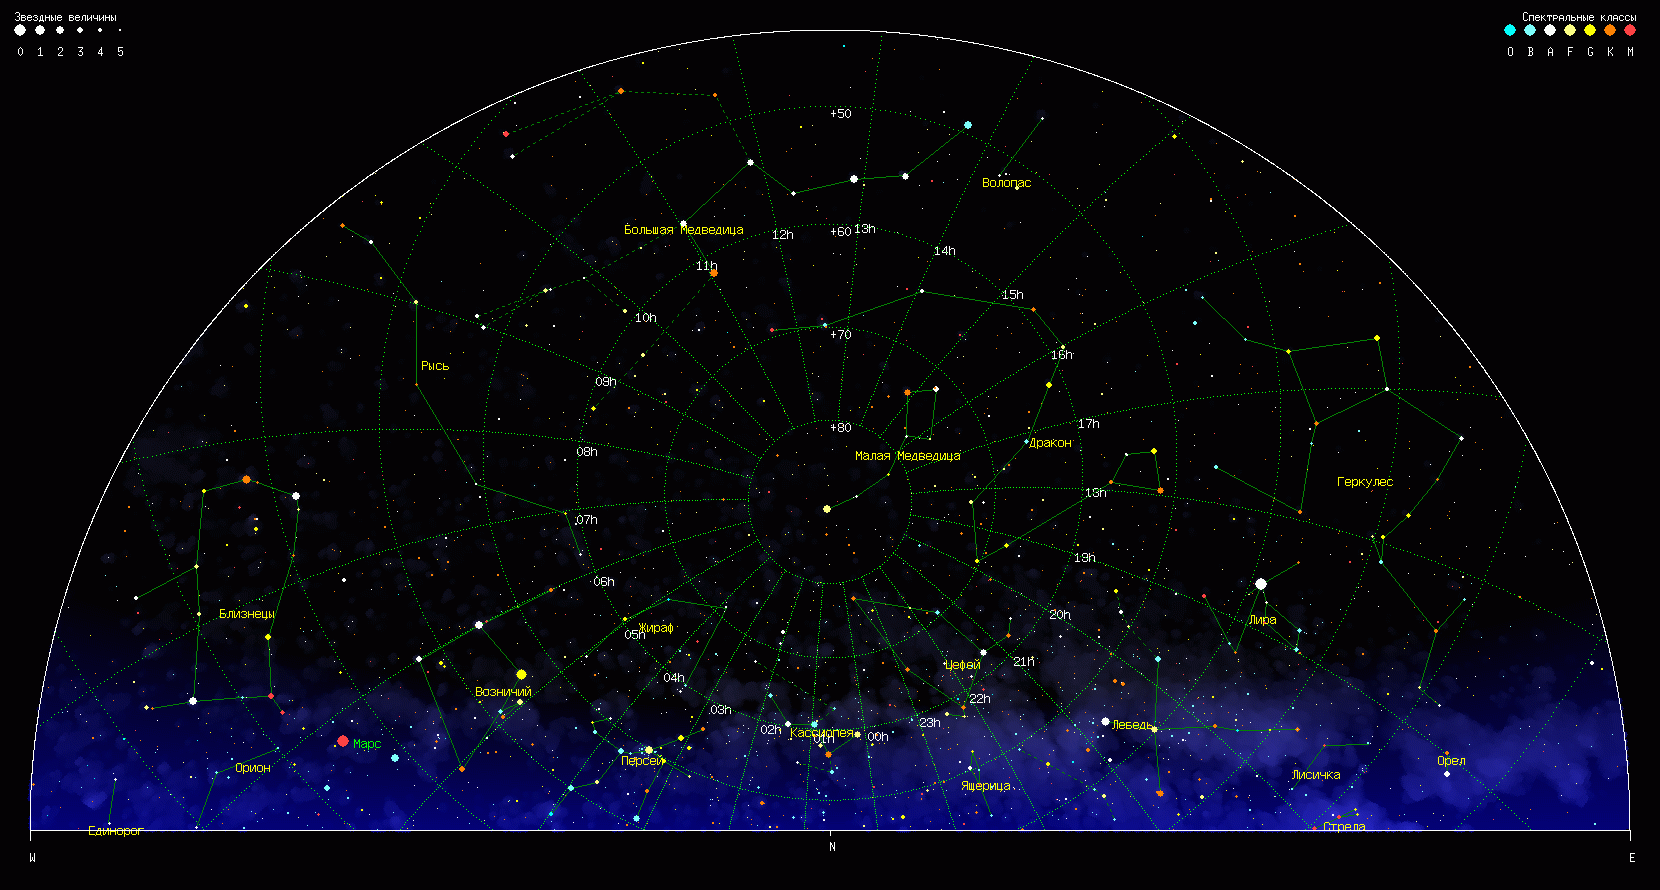 Звездные величины
0 1 2 3 4 5
Спектральные классы
O B A F G K M
+50
Волопас
Большая Медведица
12h
+60
13h
14h
11h
15h
10h
+70
16h
Рысь
09h
+80
17h
Дракон
08h
Малая Медведица
Геркулес
13h
07h
19h
06h
Близнецы
20h
Лира
05h
Жираф
21h
Цефей
04h
Возничий
22h
03h
23h
Лебедь
02h
Кассиопея
01h
00h
Марс
Персей
Орел
Орион
Лисичка
Ящерица
Единорог
Стрела
W
N
E